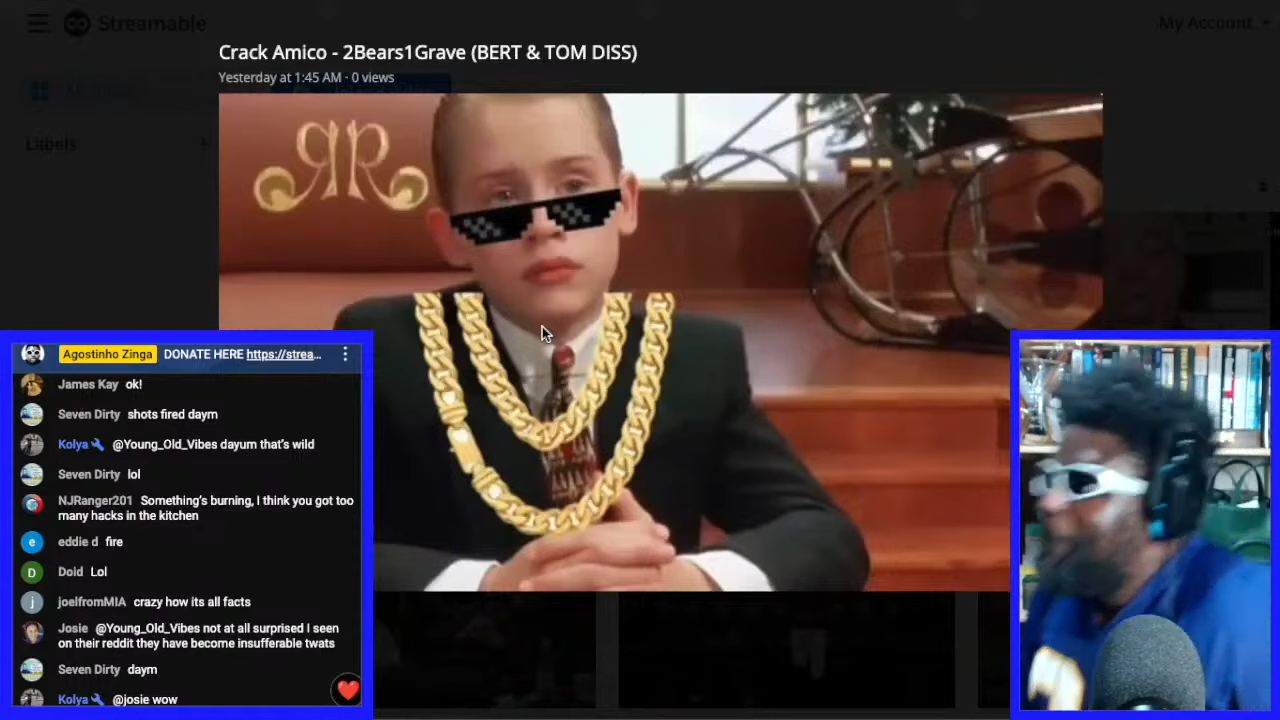 Streamable
My Account
Crack Amico - 2Bears1Grave (BERT & TOM DISS)
Yesterday at 1:45 AM · 0 views
Labels
Agostinho Zinga DONATE HERE https://strea...
James Kay ok!
Seven Dirty shots fired daym
Kolya @Young_Old_Vibes dayum that's wild
Seven Dirty lol
NJRanger201 Something's burning, I think you got too
many hacks in the kitchen
eddie d fire
Doid Lol
joelfromMIA crazy how its all facts
Josie @Young_Old_Vibes not at all surprised I seen
on their reddit they have become insufferable twats
Seven Dirty daym
Kolya @josie wow